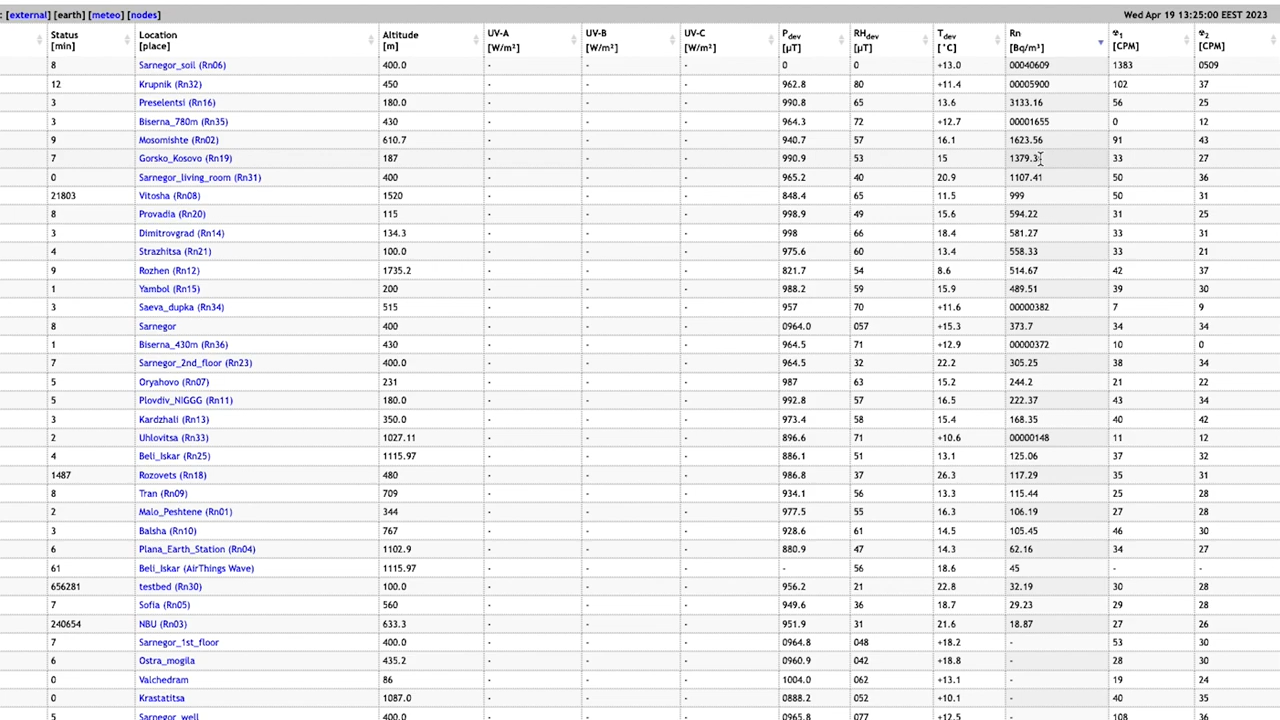 : [external] [earth] [meteo] [nodes] Wed Apr 19 13:25:00 EEST 2023
Status [min] Location [place] Altitude [m] UV-A [W/m²] UV-B [W/m²] UV-C [W/m²] Pdev [µT] RHdev [µT] Tdev [°C] Rn [Bq/m³] ☢1 [CPM] ☢2 [CPM]
8 Sarnegor_soil (Rn06) 400.0 - - - 0 0 +13.0 00040609 1383 0509
12 Krupnik (Rn32) 450 - - - 962.8 80 +11.4 00005900 102 37
3 Preselentsi (Rn16) 180.0 - - - 990.8 65 13.6 3133.16 56 25
3 Biserna_780m (Rn35) 430 - - - 964.3 72 +12.7 00001655 0 12
9 Mosomishte (Rn02) 610.7 - - - 940.7 57 16.1 1623.56 91 43
7 Gorsko_Kosovo (Rn19) 187 - - - 990.9 53 15 1379.3 33 27
0 Sarnegor_living_room (Rn31) 400 - - - 965.2 40 20.9 1107.41 50 36
21803 Vitosha (Rn08) 1520 - - - 848.4 65 11.5 999 50 31
8 Provadia (Rn20) 115 - - - 998.9 49 15.6 594.22 31 25
3 Dimitrovgrad (Rn14) 134.3 - - - 998 66 18.4 581.27 33 31
4 Strazhitsa (Rn21) 100.0 - - - 975.6 60 13.4 558.33 33 21
9 Rozhen (Rn12) 1735.2 - - - 821.7 54 8.6 514.67 42 37
1 Yambol (Rn15) 200 - - - 988.2 59 15.9 489.51 39 30
3 Saeva_dupka (Rn34) 515 - - - 957 70 +11.6 00000382 7 9
8 Sarnegor 400 - - - 0964.0 057 +15.3 373.7 34 34
1 Biserna_430m (Rn36) 430 - - - 964.5 71 +12.9 00000372 10 0
7 Sarnegor_2nd_floor (Rn23) 400.0 - - - 964.5 32 22.2 305.25 38 34
5 Oryahovo (Rn07) 231 - - - 987 63 15.2 244.2 21 22
5 Plovdiv_NIGGG (Rn11) 180.0 - - - 992.8 57 16.5 222.37 43 34
3 Kardzhali (Rn13) 350.0 - - - 973.4 58 15.4 168.35 40 42
2 Uhlovitsa (Rn33) 1027.11 - - - 896.6 71 +10.6 00000148 11 12
4 Beli_Iskar (Rn25) 1115.97 - - - 886.1 71 13.1 125.06 37 32
1487 Rozovets (Rn18) 480 - - - 986.8 37 26.3 117.29 35 31
8 Tran (Rn09) 709 - - - 934.1 56 13.3 115.44 25 28
2 Malo_Peshtene (Rn01) 344 - - - 977.5 55 16.3 106.19 27 28
3 Balsha (Rn10) 767 - - - 928.6 61 14.5 105.45 46 30
6 Plana_Earth_Station (Rn04) 1102.9 - - - 880.9 47 14.3 62.16 34 27
61 Beli_Iskar (AirThings Wave) 1115.97 - - - - 56 18.6 45 - -
656281 testbed (Rn30) 100.0 - - - 956.2 21 22.8 32.19 30 28
7 Sofia (Rn05) 560 - - - 949.6 36 18.7 29.23 29 28
240654 NBU (Rn03) 633.3 - - - 951.9 31 21.6 18.87 27 26
7 Sarnegor_1st_floor 400.0 - - - 0964.8 048 +18.2 - 53 30
6 Ostra_mogila 435.2 - - - 0960.9 042 +18.8 - 28 30
0 Valchedram 86 - - - 1004.0 062 +13.1 - 19 24
0 Krastatitsa 1087.0 - - - 0888.2 052 +10.1 - 40 35
5 Sarnegor_well 400.0 - - - 0965.8 077 +12.5 - 108 36